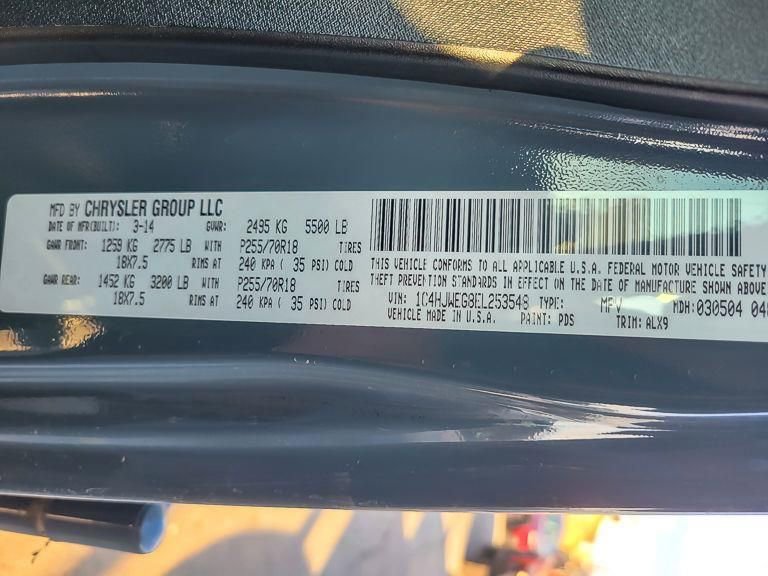 MFD BY CHRYSLER GROUP LLC
DATE OF MFR(BUILT): 3-14 GVWR: 2495 KG 5500 LB
GAWR FRONT: 1259 KG 2775 LB WITH P255/70R18 TIRES
18X7.5 RIMS AT 240 KPA ( 35 PSI) COLD
GAWR REAR: 1452 KG 3200 LB WITH P255/70R18 TIRES
18X7.5 RIMS AT 240 KPA ( 35 PSI) COLD
THIS VEHICLE CONFORMS TO ALL APPLICABLE U.S.A. FEDERAL MOTOR VEHICLE SAFETY
THEFT PREVENTION STANDARDS IN EFFECT ON THE DATE OF MANUFACTURE SHOWN AB
VIN: 1C4HJWEG8EL253548 TYPE: MPV MDH: 030504 04
VEHICLE MADE IN U.S.A. PAINT: PDS TRIM: ALX9